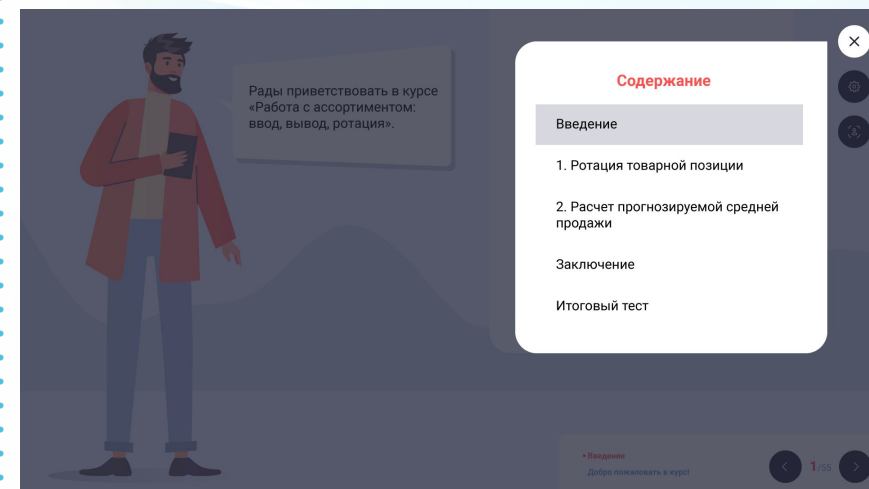 Рады приветствовать в курсе
«Работа с ассортиментом:
ввод, вывод, ротация».
Содержание
Введение
1. Ротация товарной позиции
2. Расчет прогнозируемой средней
продажи
Заключение
Итоговый тест
• Введение
Добро пожаловать в курс!
1/55